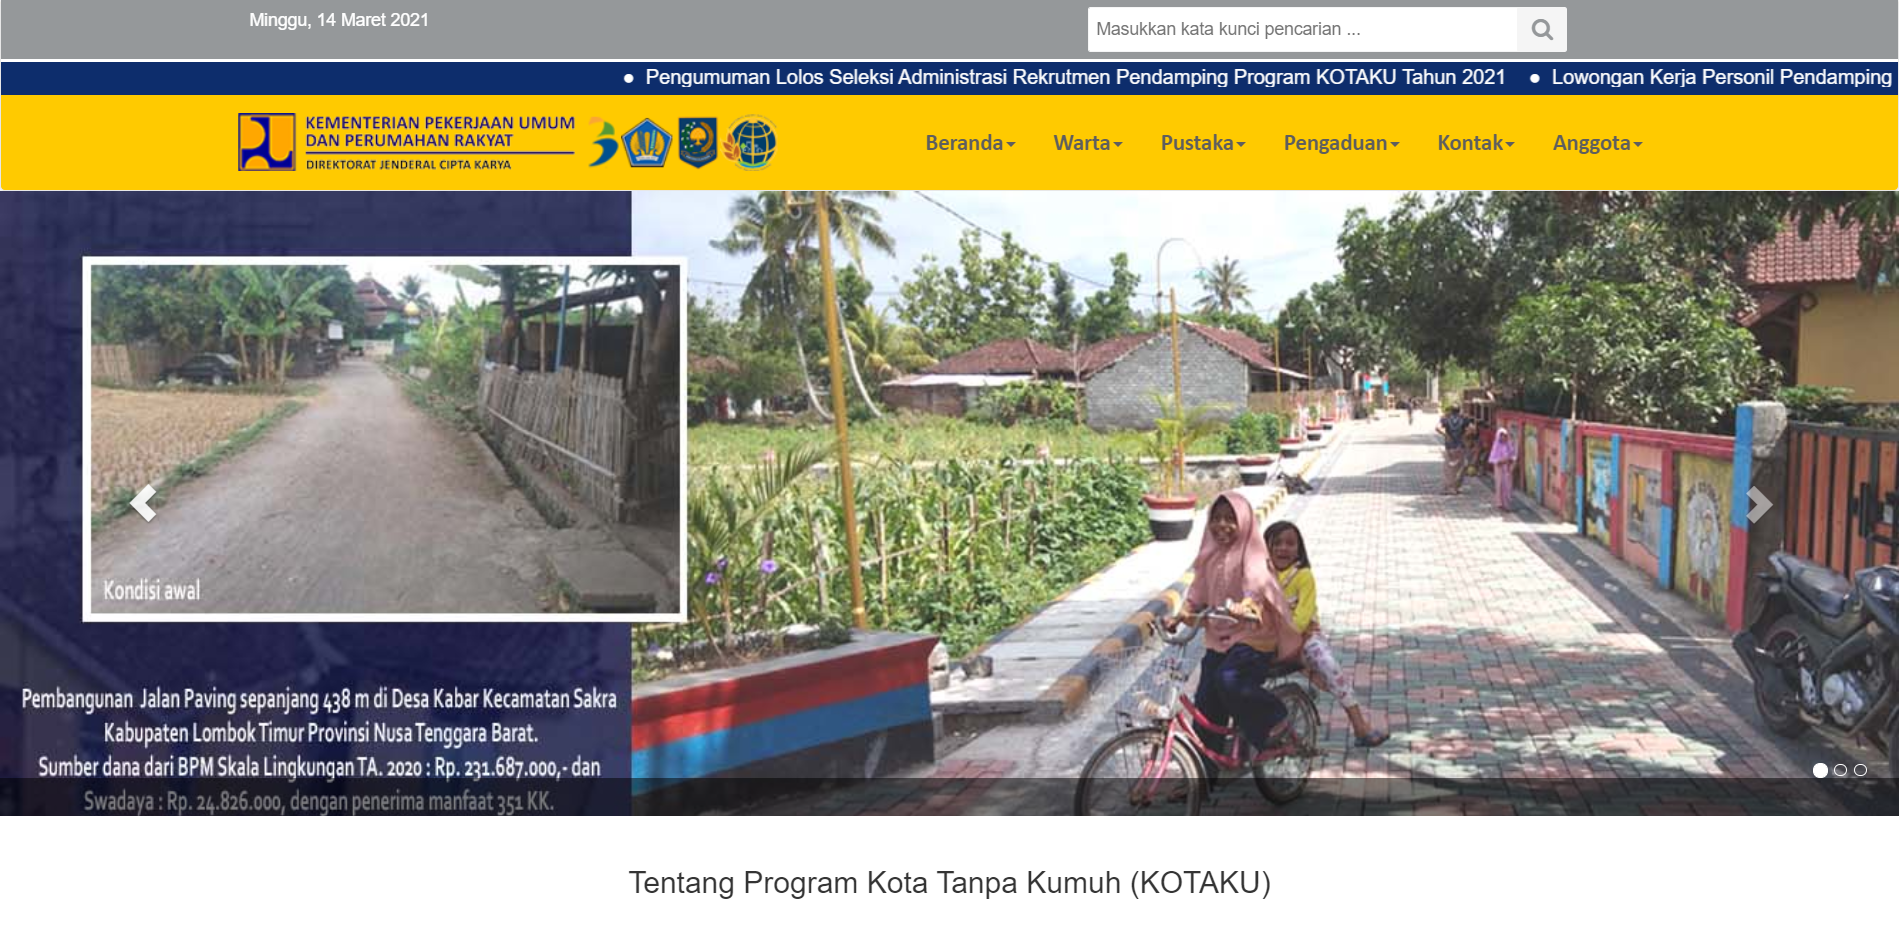 Minggu, 14 Maret 2021
Masukkan kata kunci pencarian ...
● Pengumuman Lolos Seleksi Administrasi Rekrutmen Pendamping Program KOTAKU Tahun 2021 ● Lowongan Kerja Personil Pendamping
KEMENTERIAN PEKERJAAN UMUM
DAN PERUMAHAN RAKYAT
DIREKTORAT JENDERAL CIPTA KARYA
Beranda Warta Pustaka Pengaduan Kontak Anggota
Kondisi awal
Pembangunan Jalan Paving sepanjang 438 m di Desa Kabar Kecamatan Sakra
Kabupaten Lombok Timur Provinsi Nusa Tenggara Barat.
Sumber dana dari BPM Skala Lingkungan TA. 2020 : Rp. 231.687.000,- dan
Swadaya : Rp. 24.826.000, dengan penerima manfaat 351 KK.
Tentang Program Kota Tanpa Kumuh (KOTAKU)